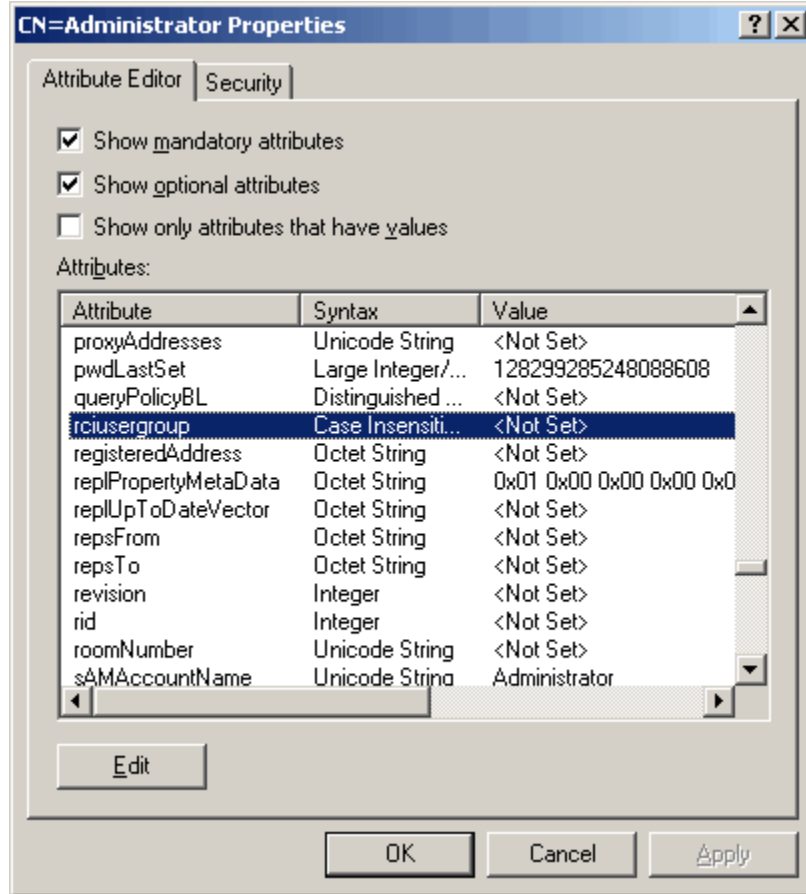 CN=Administrator Properties
Attribute Editor Security
Show mandatory attributes
Show optional attributes
Show only attributes that have values
Attributes:
Attribute Syntax Value
proxyAddresses Unicode String <Not Set>
pwdLastSet Large Integer/... 128299285248088608
queryPolicyBL Distinguished ... <Not Set>
rciusergroup Case Insensiti... <Not Set>
registeredAddress Octet String <Not Set>
replPropertyMetaData Octet String 0x01 0x00 0x00 0x00 0x0
replUpToDateVector Octet String <Not Set>
repsFrom Octet String <Not Set>
repsTo Octet String <Not Set>
revision Integer <Not Set>
rid Integer <Not Set>
roomNumber Unicode String <Not Set>
sAMAccountName Unicode String Administrator
Edit
OK Cancel Apply